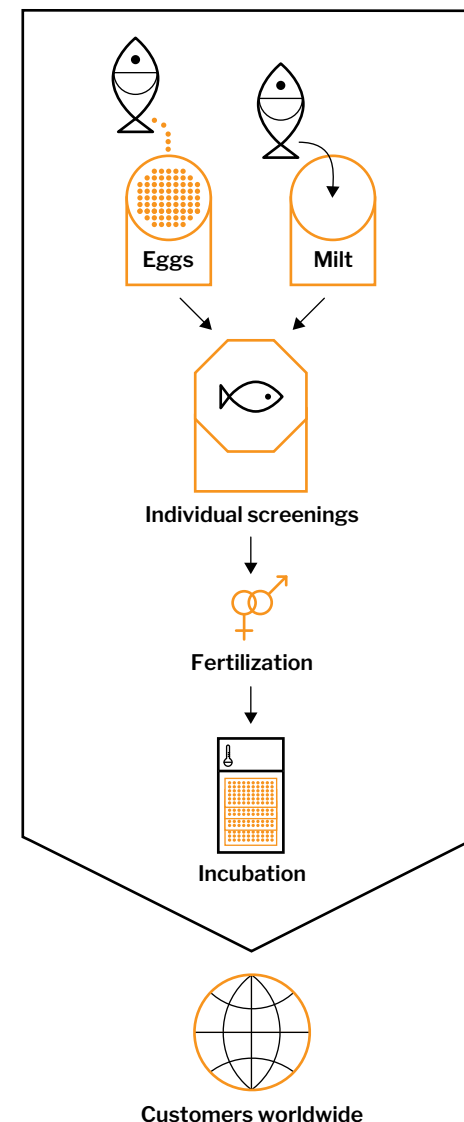 Eggs
Milt
Individual screenings
Fertilization
Incubation
Customers worldwide